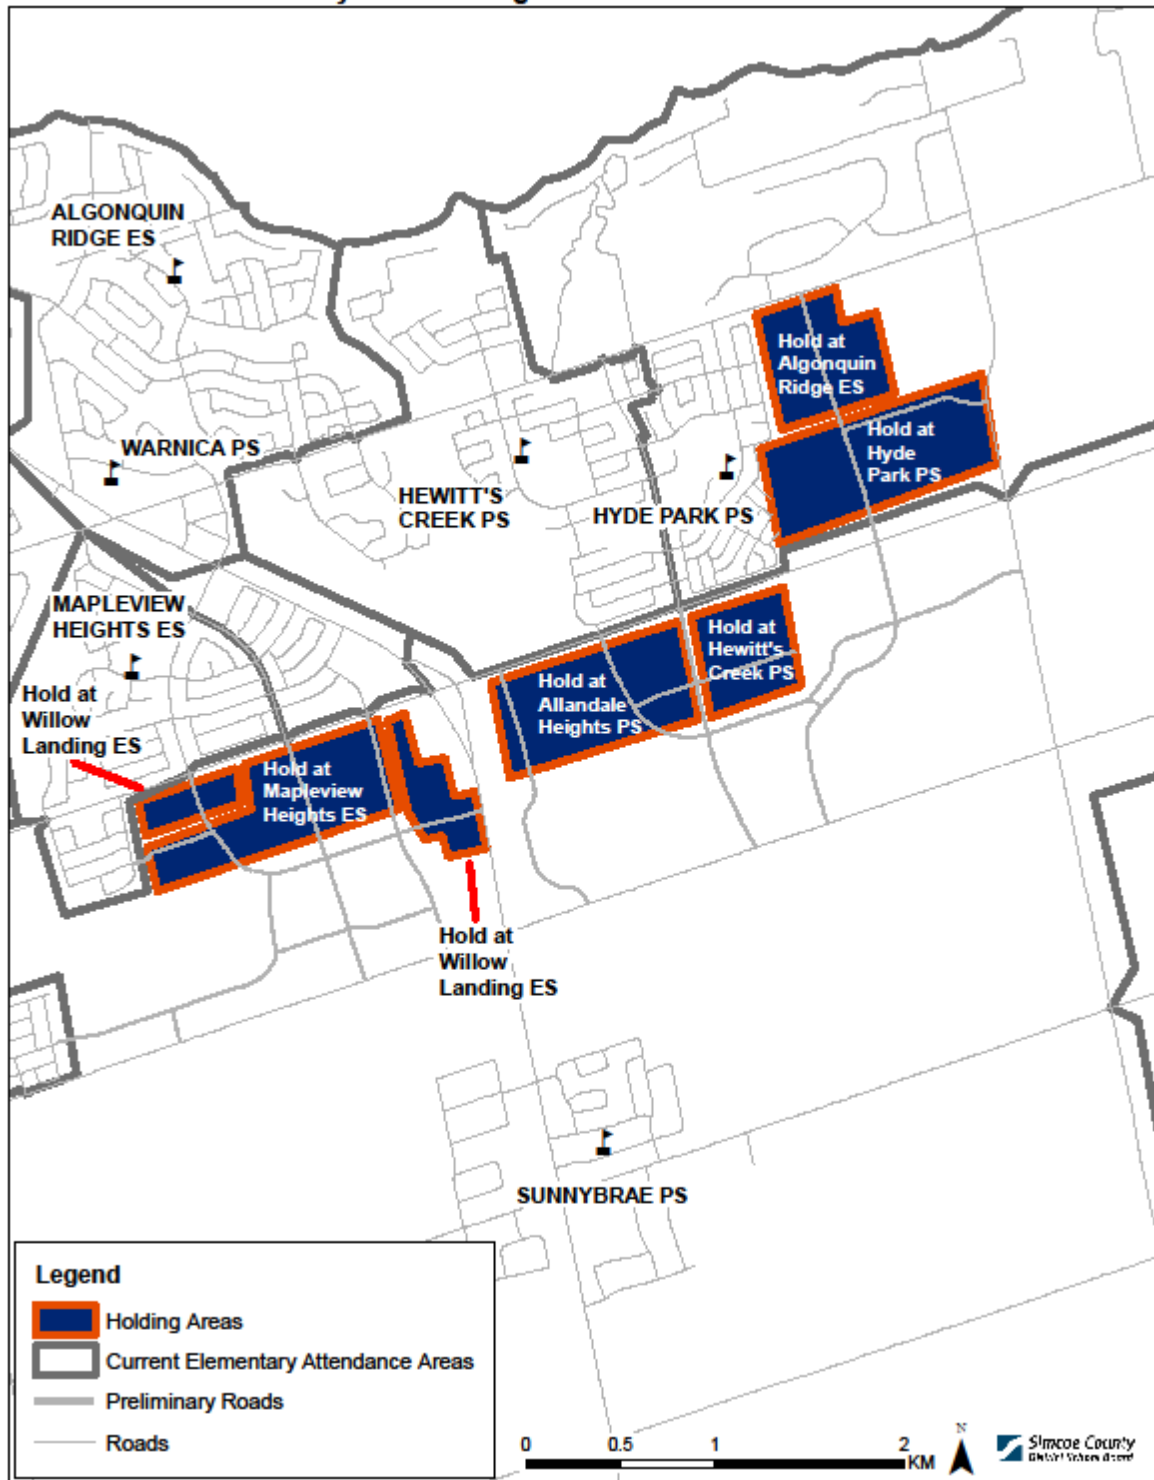 ALGONQUIN
RIDGE ES
Hold at
Algonquin
Ridge ES
WARNICA PS
Hold at
Hyde
Park PS
HEWITT'S
CREEK PS
HYDE PARK PS
MAPLEVIEW
HEIGHTS ES
Hold at
Hewitt's
Creek PS
Hold at
Allandale
Heights PS
Hold at
Willow
Landing ES
Hold at
Mapleview
Heights ES
Hold at
Willow
Landing ES
SUNNYBRAE PS
Legend
Holding Areas
Current Elementary Attendance Areas
Preliminary Roads
Roads
0 0.5 1 2
KM
N
Simcoe County
District School Board